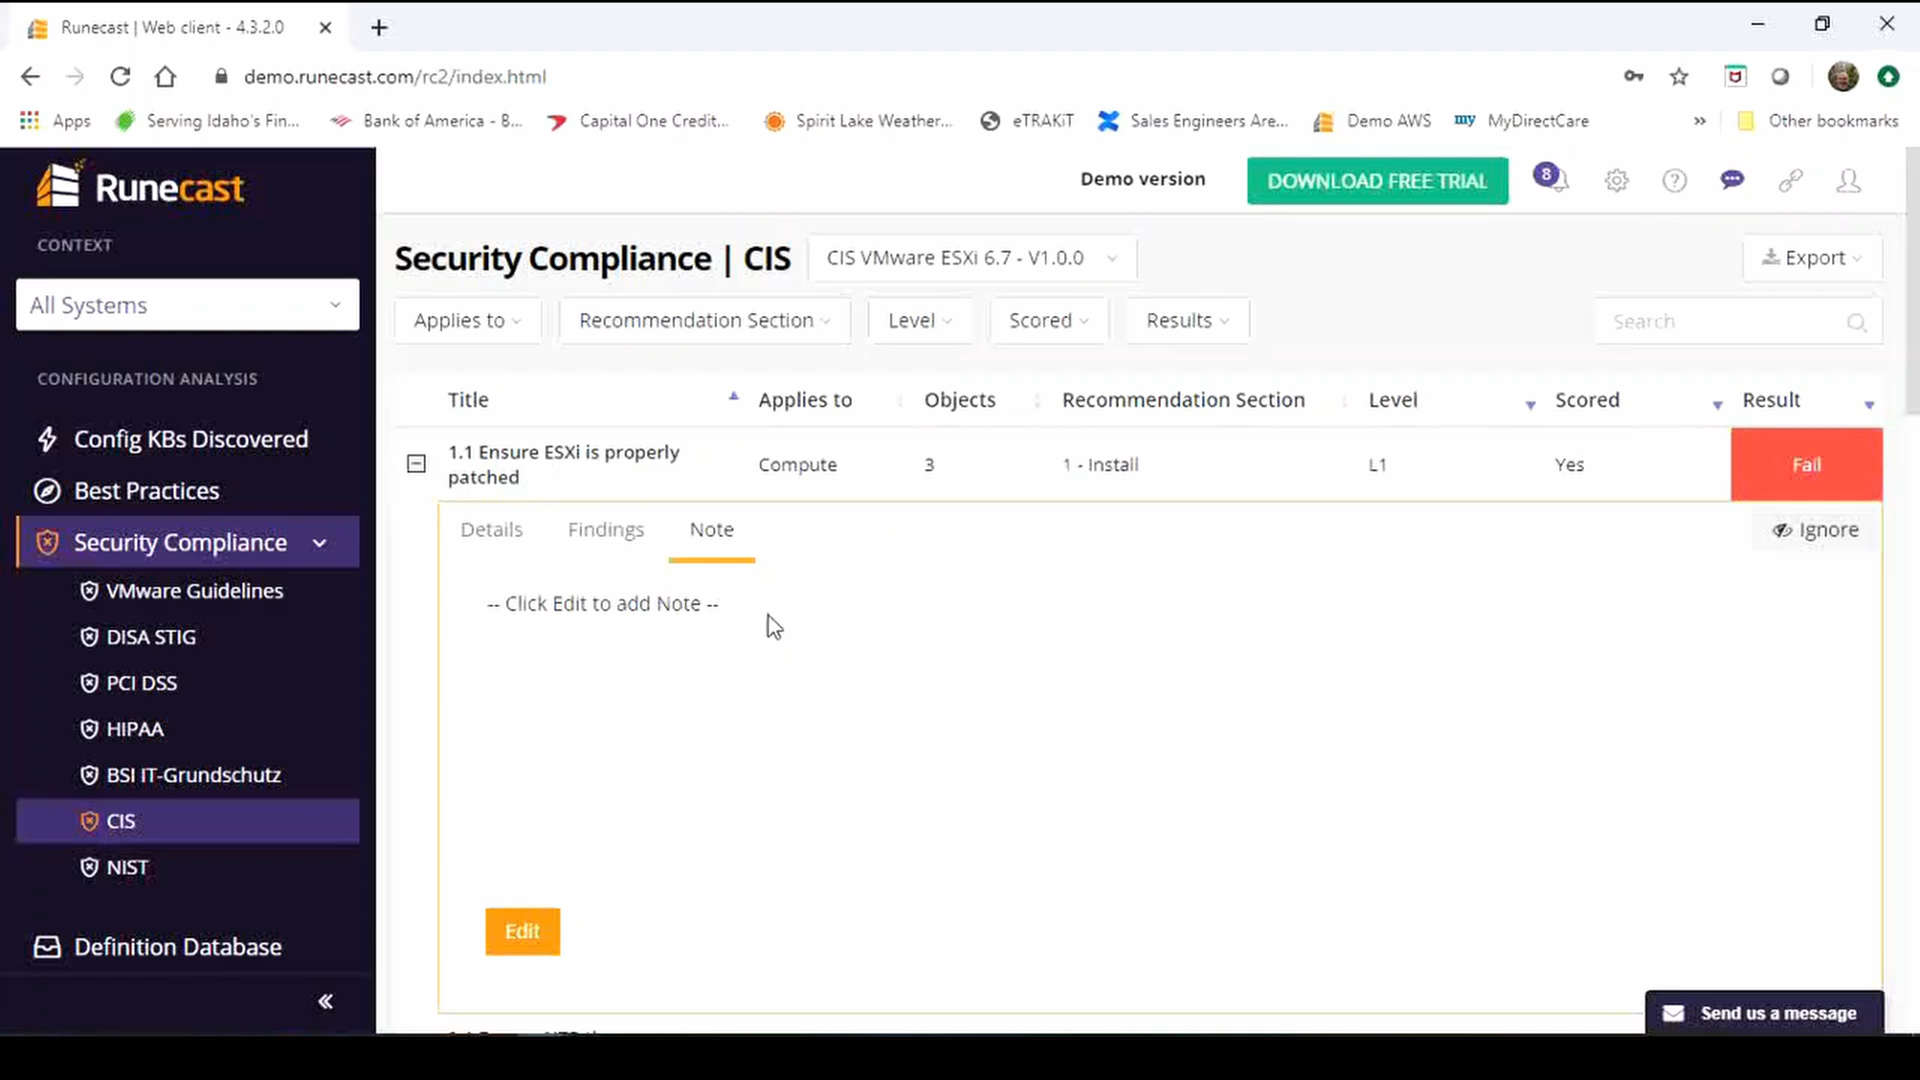 Runecast | Web client - 4.3.2.0
demo.runecast.com/rc2/index.html
Apps Serving Idaho's Fin... Bank of America - B... Capital One Credit... Spirit Lake Weather... eTRAKiT Sales Engineers Are... Demo AWS my MyDirectCare » Other bookmarks
Runecast
Demo version DOWNLOAD FREE TRIAL 8
CONTEXT
All Systems
CONFIGURATION ANALYSIS
Config KBs Discovered
Best Practices
Security Compliance
VMware Guidelines
DISA STIG
PCI DSS
HIPAA
BSI IT-Grundschutz
CIS
NIST
Definition Database
Security Compliance | CIS CIS VMware ESXi 6.7 - V1.0.0 Export
Applies to Recommendation Section Level Scored Results Search
Title Applies to Objects Recommendation Section Level Scored Result
1.1 Ensure ESXi is properly
patched
Compute 3 1 - Install L1 Yes Fail
Details Findings Note Ignore
-- Click Edit to add Note --
Edit
Send us a message